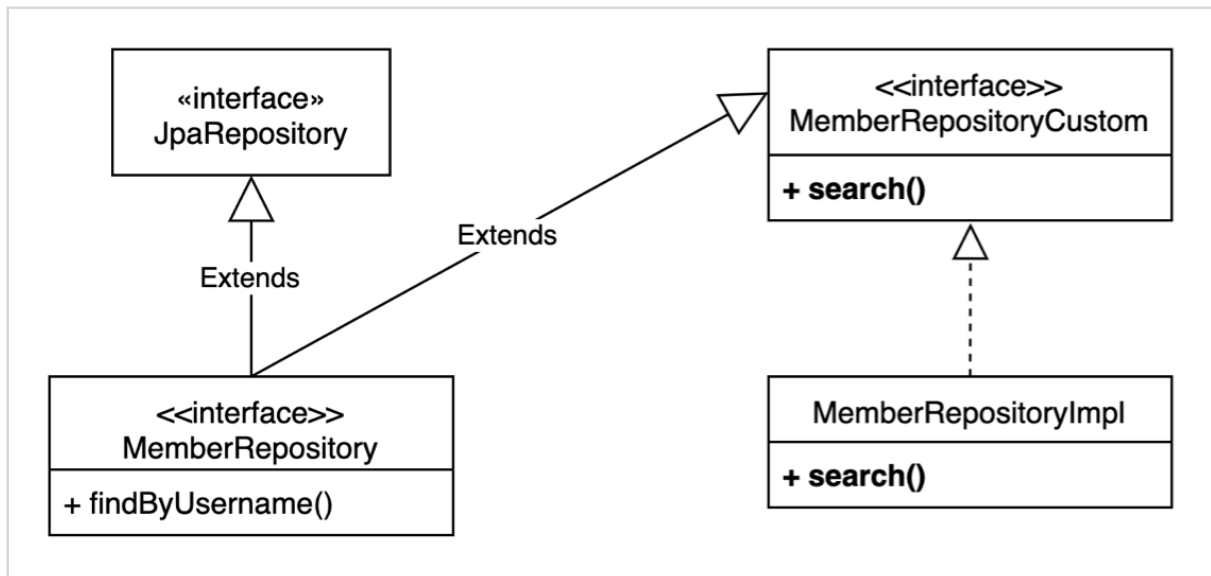 «interface»
JpaRepository
<<interface>>
MemberRepositoryCustom
+ search()
Extends
Extends
<<interface>>
MemberRepository
+ findByUsername()
MemberRepositoryImpl
+ search()